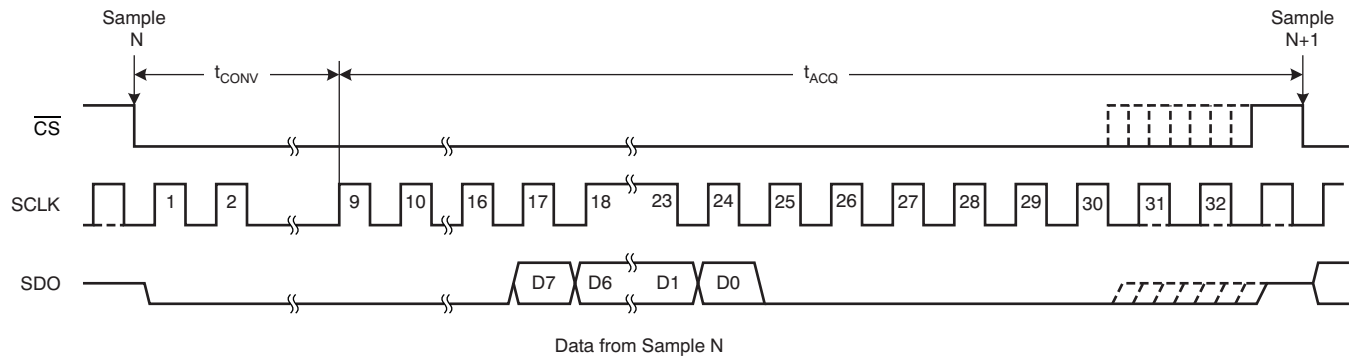 Sample
N
Sample
N+1
tCONV
tACQ
CS
SCLK
1 2 9 10 16 17 18 23 24 25 26 27 28 29 30 31 32
SDO
D7 D6 D1 D0
Data from Sample N